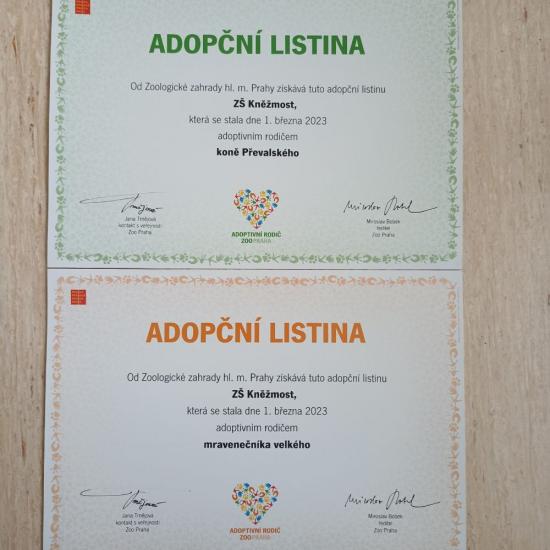 ADOPČNÍ LISTINA
Od Zoologické zahrady hl. m. Prahy získává tuto adopční listinu
ZŠ Kněžmost,
která se stala dne 1. března 2023
adoptivním rodičem
koně Převalského
Jana Trnějová
kontakt s veřejností
Zoo Praha
ADOPTIVNÍ RODIČ
ZOO PRAHA
Miroslav Bobek
ředitel
Zoo Praha
ADOPČNÍ LISTINA
Od Zoologické zahrady hl. m. Prahy získává tuto adopční listinu
ZŠ Kněžmost,
která se stala dne 1. března 2023
adoptivním rodičem
mravenečníka velkého
Jana Trnějová
kontakt s veřejností
Zoo Praha
ADOPTIVNÍ RODIČ
ZOO PRAHA
Miroslav Bobek
ředitel
Zoo Praha